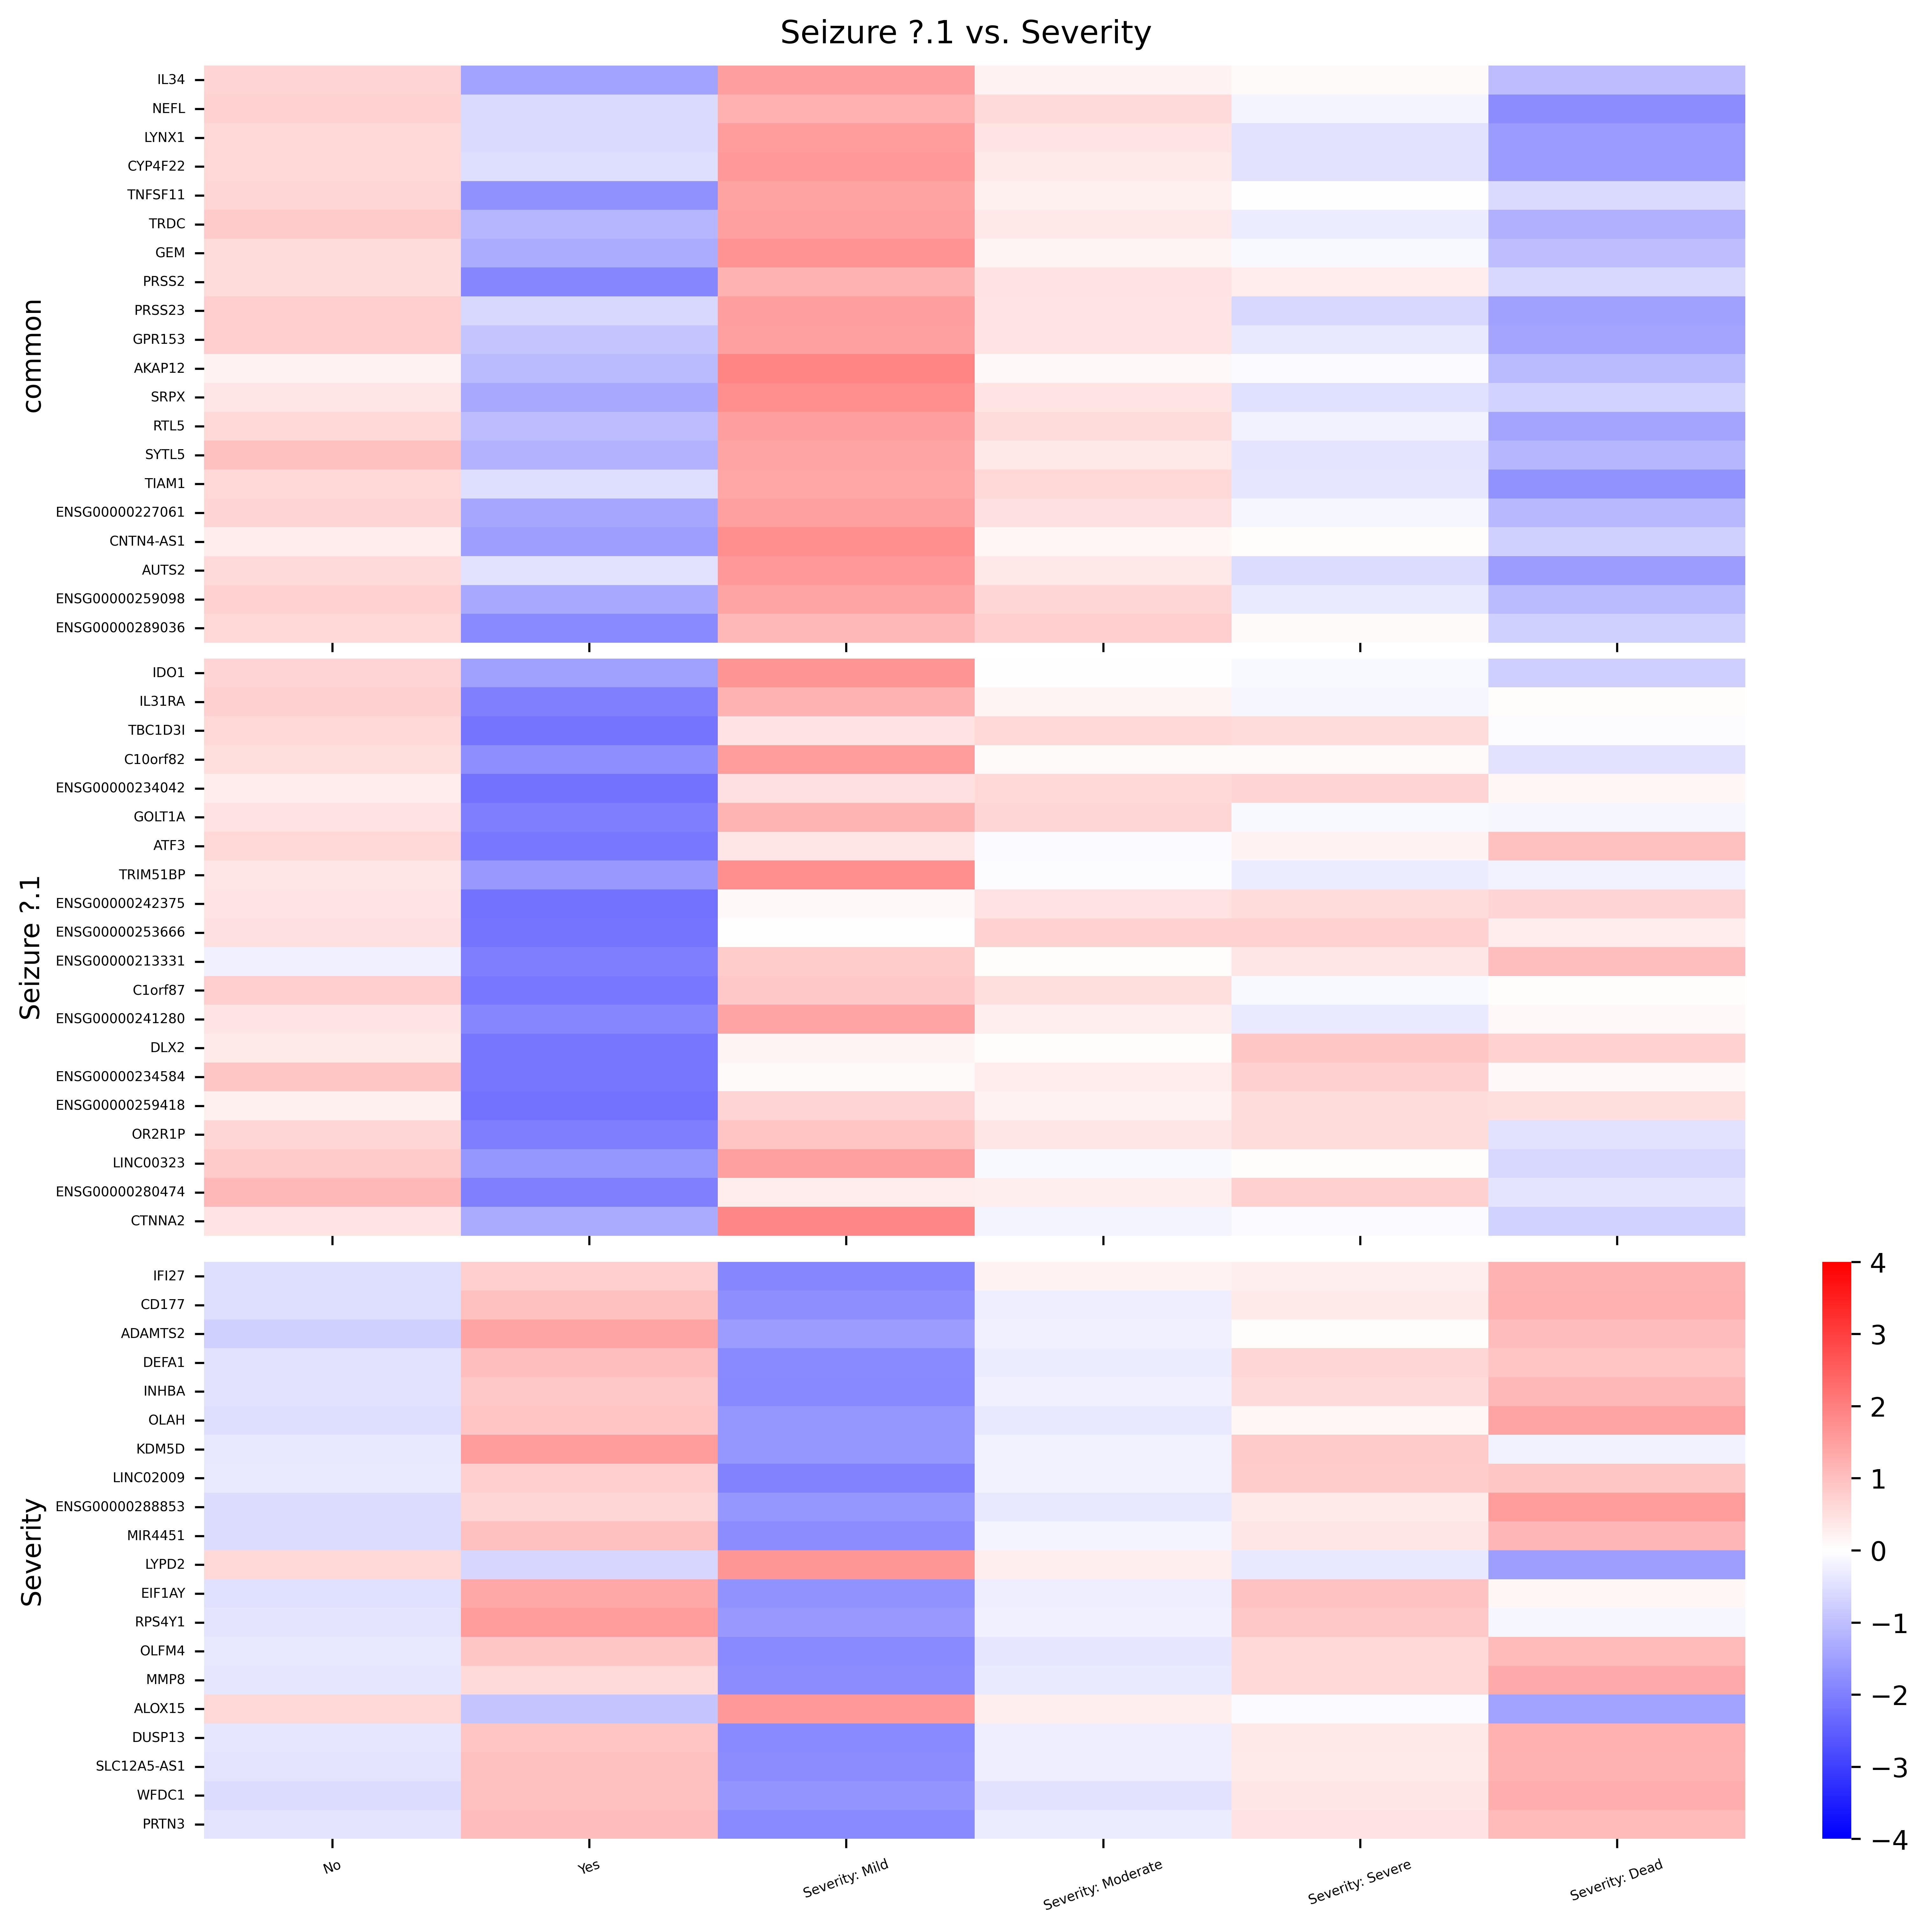 Seizure ?.1 vs. Severity
common
IL34
NEFL
LYNX1
CYP4F22
TNFSF11
TRDC
GEM
PRSS2
PRSS23
GPR153
AKAP12
SRPX
RTL5
SYTL5
TIAM1
ENSG00000227061
CNTN4-AS1
AUTS2
ENSG00000259098
ENSG00000289036
Seizure ?.1
IDO1
IL31RA
TBC1D3I
C10orf82
ENSG00000234042
GOLT1A
ATF3
TRIM51BP
ENSG00000242375
ENSG00000253666
ENSG00000213331
C1orf87
ENSG00000241280
DLX2
ENSG00000234584
ENSG00000259418
OR2R1P
LINC00323
ENSG00000280474
CTNNA2
Severity
IFI27
CD177
ADAMTS2
DEFA1
INHBA
OLAH
KDM5D
LINC02009
ENSG00000288853
MIR4451
LYPD2
EIF1AY
RPS4Y1
OLFM4
MMP8
ALOX15
DUSP13
SLC12A5-AS1
WFDC1
PRTN3
No
Yes
Severity: Mild
Severity: Moderate
Severity: Severe
Severity: Dead
4
3
2
1
0
−1
−2
−3
−4